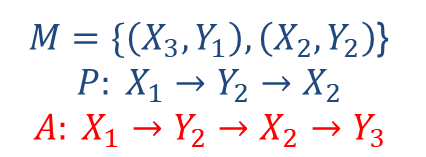 M = {(X₃, Y₁), (X₂, Y₂)}
P: X₁ → Y₂ → X₂
A: X₁ → Y₂ → X₂ → Y₃